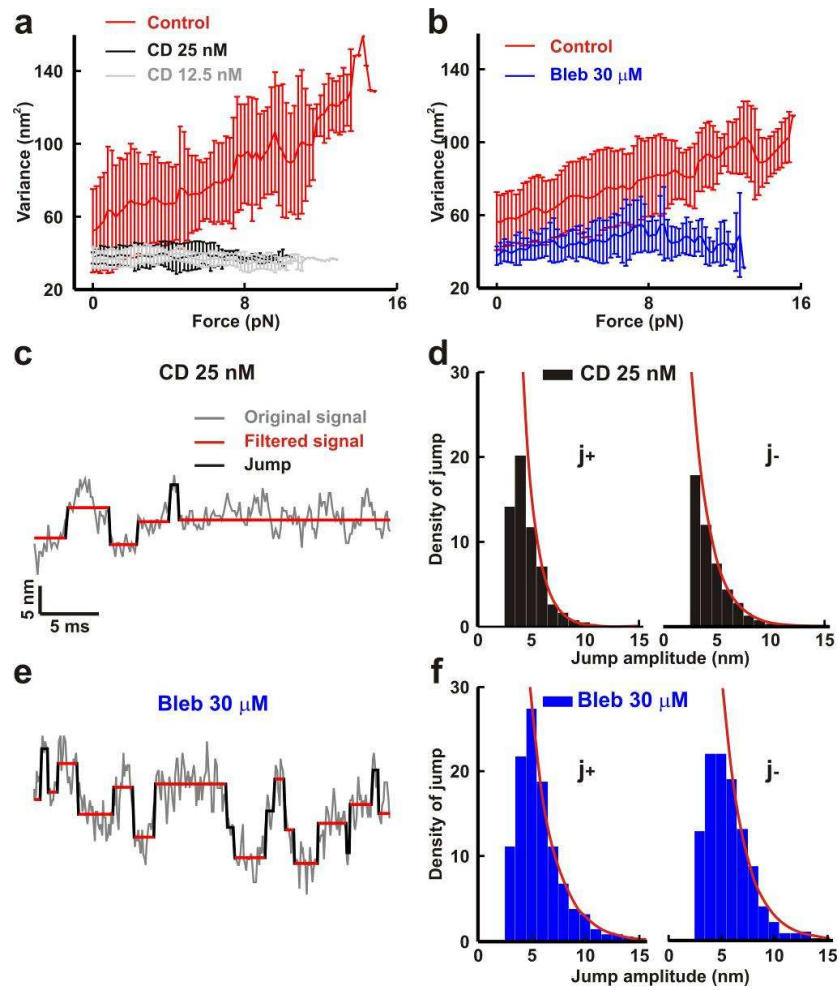 a
Control
CD 25 nM
CD 12.5 nM
Variance (nm²)
140
100
60
20
0
8
16
Force (pN)
b
Control
Bleb 30 μM
Variance (nm²)
140
100
60
20
0
8
16
Force (pN)
c
CD 25 nM
Original signal
Filtered signal
Jump
5 nm
5 ms
d
CD 25 nM
j+
j-
Density of jump
30
20
10
0
0 5 10 15
0 5 10 15
Jump amplitude (nm)
e
Bleb 30 μM
f
Bleb 30 μM
j+
j-
Density of jump
30
20
10
0
0 5 10 15
0 5 10 15
Jump amplitude (nm)